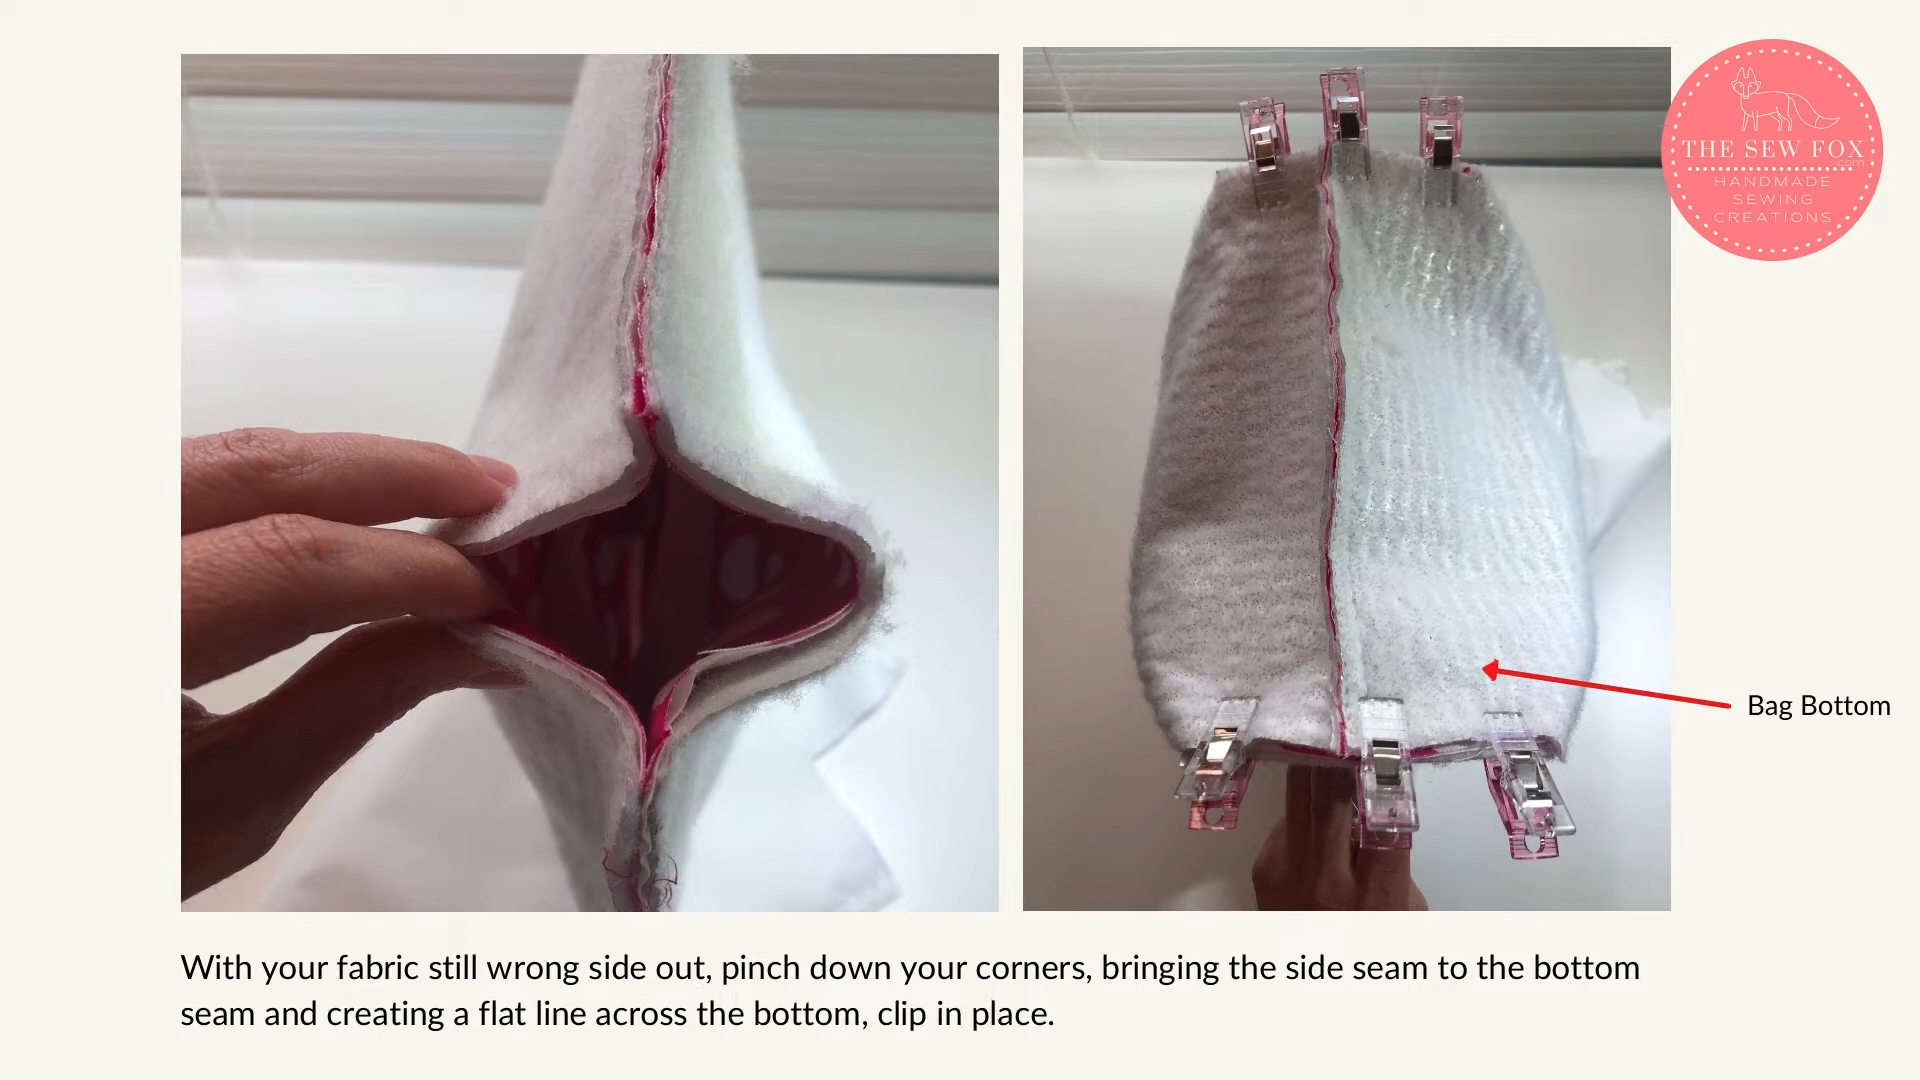 THE SEW FOX
.com
HANDMADE
SEWING
CREATIONS
Bag Bottom
With your fabric still wrong side out, pinch down your corners, bringing the side seam to the bottom
seam and creating a flat line across the bottom, clip in place.